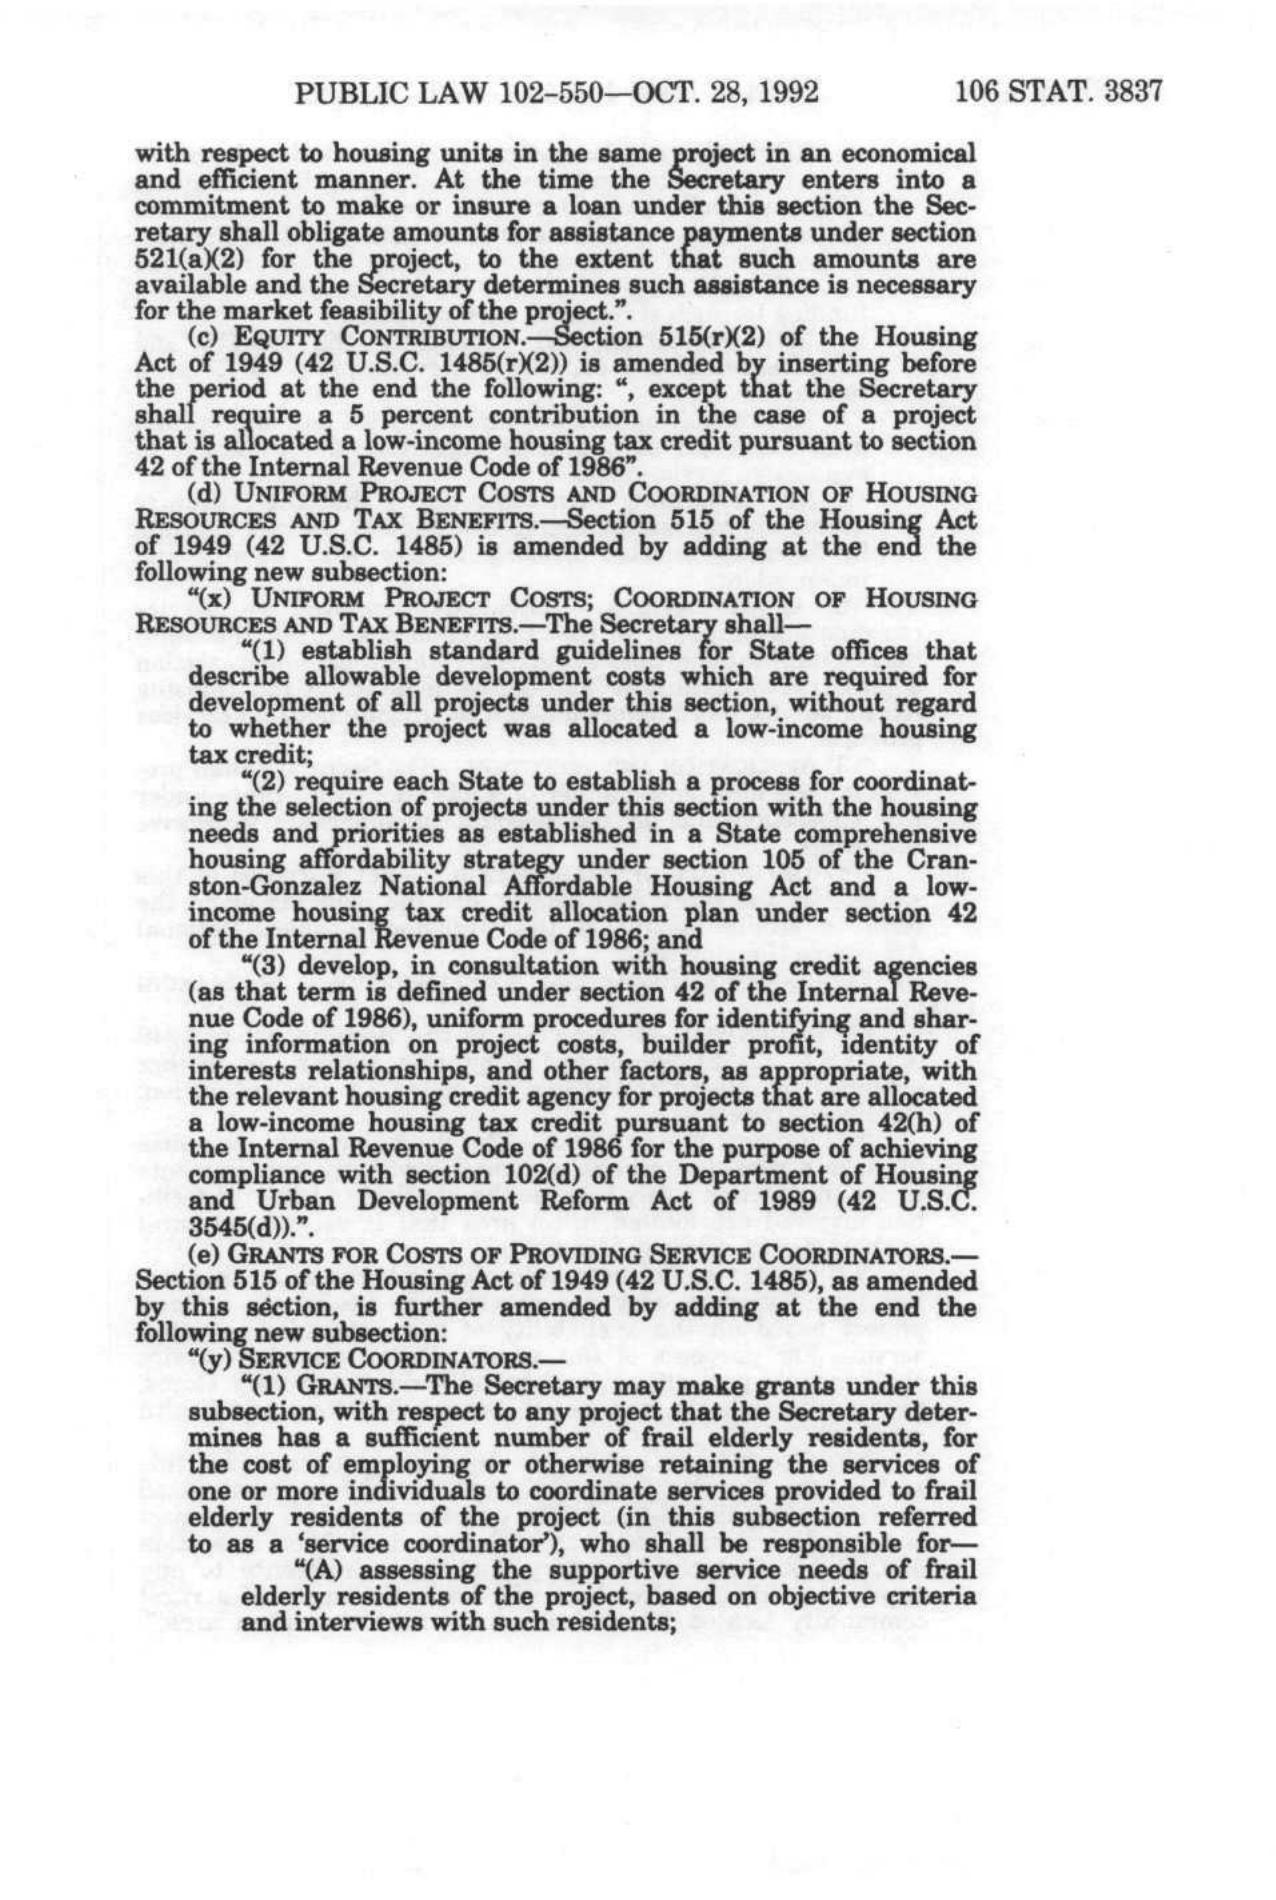 PUBLIC LAW 102–550—OCT. 28, 1992 106 STAT. 3837
with respect to housing units in the same project in an economical
and efficient manner. At the time the Secretary enters into a
commitment to make or insure a loan under this section the Sec-
retary shall obligate amounts for assistance payments under section
521(a)(2) for the project, to the extent that such amounts are
available and the Secretary determines such assistance is necessary
for the market feasibility of the project.”.
(c) EQUITY CONTRIBUTION.—Section 515(r)(2) of the Housing
Act of 1949 (42 U.S.C. 1485(r)(2)) is amended by inserting before
the period at the end the following: “, except that the Secretary
shall require a 5 percent contribution in the case of a project
that is allocated a low-income housing tax credit pursuant to section
42 of the Internal Revenue Code of 1986”.
(d) UNIFORM PROJECT COSTS AND COORDINATION OF HOUSING
RESOURCES AND TAX BENEFITS.—Section 515 of the Housing Act
of 1949 (42 U.S.C. 1485) is amended by adding at the end the
following new subsection:
“(x) UNIFORM PROJECT COSTS; COORDINATION OF HOUSING
RESOURCES AND TAX BENEFITS.—The Secretary shall—
“(1) establish standard guidelines for State offices that
describe allowable development costs which are required for
development of all projects under this section, without regard
to whether the project was allocated a low-income housing
tax credit;
“(2) require each State to establish a process for coordinat-
ing the selection of projects under this section with the housing
needs and priorities as established in a State comprehensive
housing affordability strategy under section 105 of the Cran-
ston-Gonzalez National Affordable Housing Act and a low-
income housing tax credit allocation plan under section 42
of the Internal Revenue Code of 1986; and
“(3) develop, in consultation with housing credit agencies
(as that term is defined under section 42 of the Internal Reve-
nue Code of 1986), uniform procedures for identifying and shar-
ing information on project costs, builder profit, identity of
interests relationships, and other factors, as appropriate, with
the relevant housing credit agency for projects that are allocated
a low-income housing tax credit pursuant to section 42(h) of
the Internal Revenue Code of 1986 for the purpose of achieving
compliance with section 102(d) of the Department of Housing
and Urban Development Reform Act of 1989 (42 U.S.C.
3545(d)).”.
(e) GRANTS FOR COSTS OF PROVIDING SERVICE COORDINATORS.—
Section 515 of the Housing Act of 1949 (42 U.S.C. 1485), as amended
by this section, is further amended by adding at the end the
following new subsection:
“(y) SERVICE COORDINATORS.—
“(1) GRANTS.—The Secretary may make grants under this
subsection, with respect to any project that the Secretary deter-
mines has a sufficient number of frail elderly residents, for
the cost of employing or otherwise retaining the services of
one or more individuals to coordinate services provided to frail
elderly residents of the project (in this subsection referred
to as a ‘service coordinator’), who shall be responsible for—
“(A) assessing the supportive service needs of frail
elderly residents of the project, based on objective criteria
and interviews with such residents;